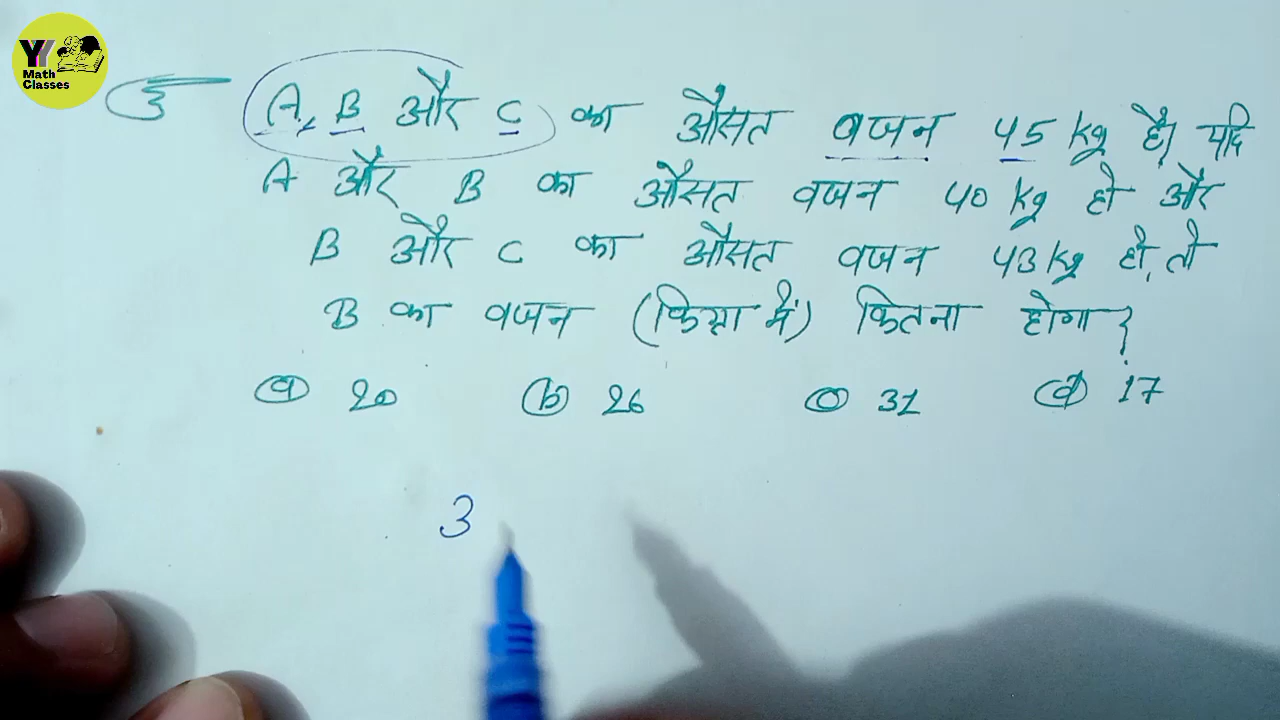 YY
Math
Classes
3 A, B और C का औसत वजन 45 kg है। यदि
A और B का औसत वजन 40 kg हो और
B और C का औसत वजन 43 kg हो, तो
B का वजन (किग्रा में) कितना होगा?
(a) 20 (b) 26 (c) 31 (d) 17
3